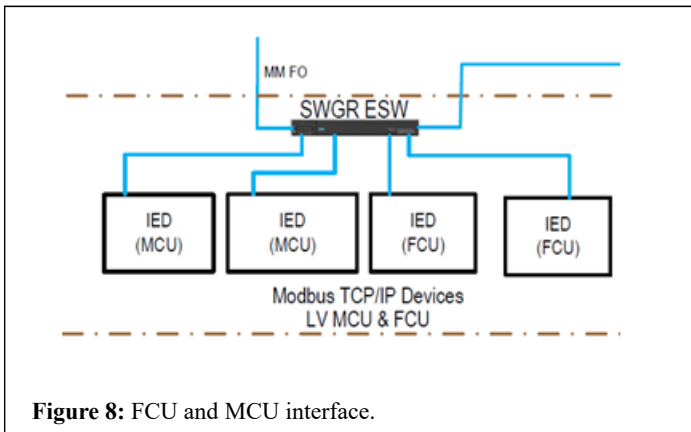 MM FO
SWGR ESW
IED
(MCU)
IED
(MCU)
IED
(FCU)
IED
(FCU)
Modbus TCP/IP Devices
LV MCU & FCU
Figure 8: FCU and MCU interface.